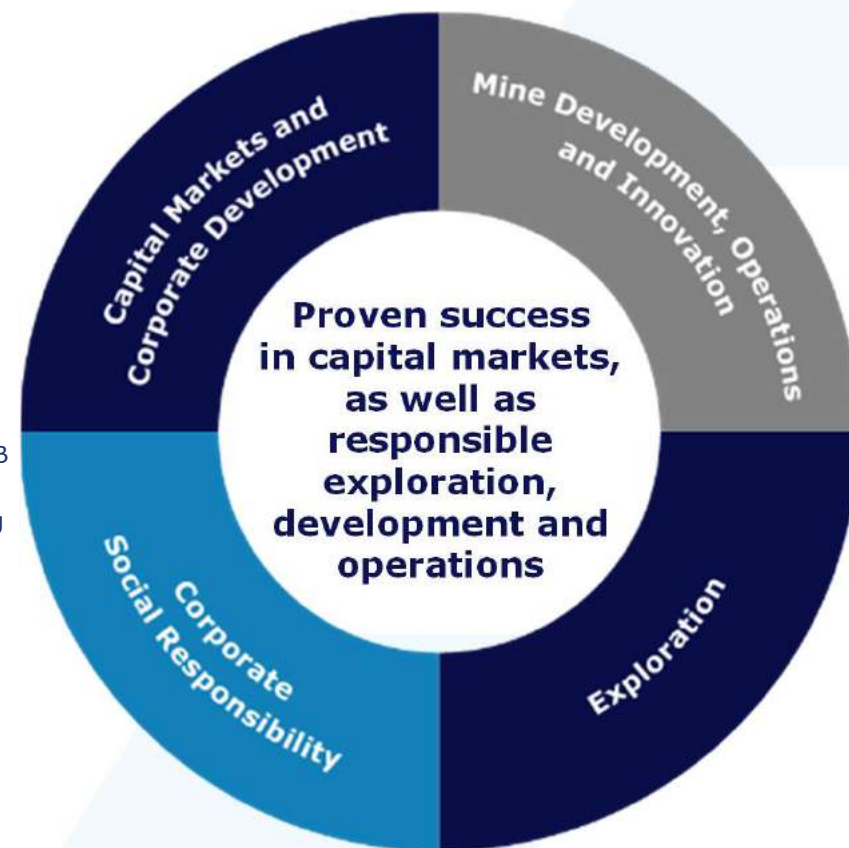 Capital Markets and
Corporate Development
Mine Development, Operations
and Innovation
Proven success
in capital markets,
as well as
responsible
exploration,
development and
operations
Corporate
Social Responsibility
Exploration